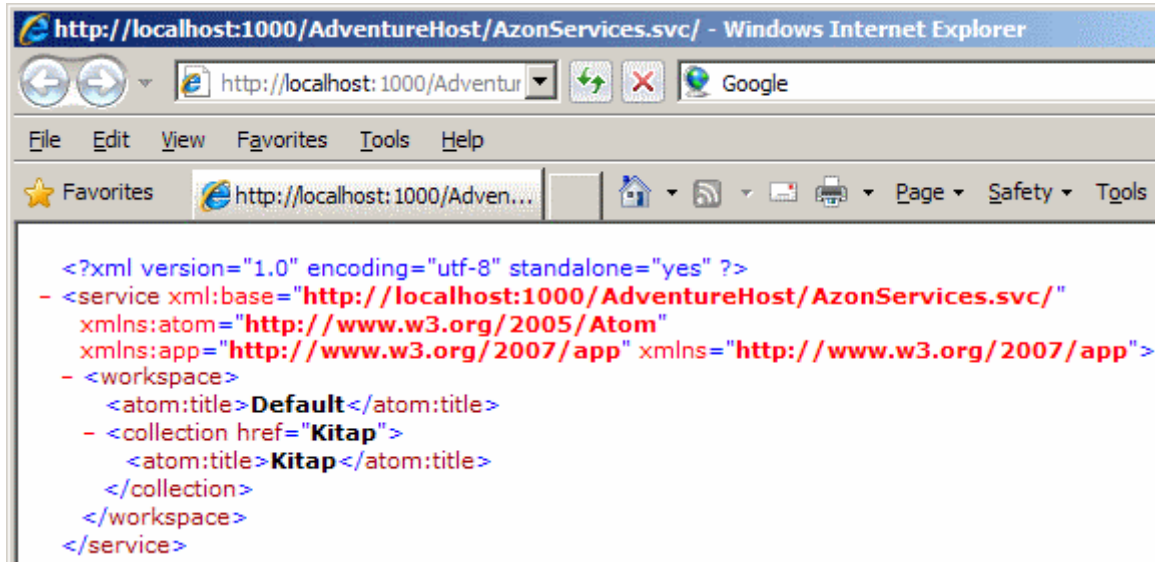 http://localhost:1000/AdventureHost/AzonServices.svc/ - Windows Internet Explorer
http://localhost:1000/Adventur Google
File Edit View Favorites Tools Help
Favorites http://localhost:1000/Adven... Page Safety Tools
<?xml version="1.0" encoding="utf-8" standalone="yes" ?>
- <service xml:base="http://localhost:1000/AdventureHost/AzonServices.svc/"
xmlns:atom="http://www.w3.org/2005/Atom"
xmlns:app="http://www.w3.org/2007/app" xmlns="http://www.w3.org/2007/app">
- <workspace>
<atom:title>Default</atom:title>
- <collection href="Kitap">
<atom:title>Kitap</atom:title>
</collection>
</workspace>
</service>